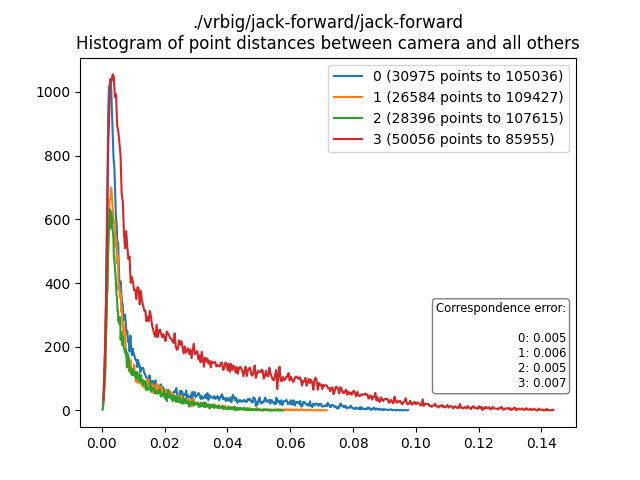 ./vrbig/jack-forward/jack-forward
Histogram of point distances between camera and all others
0 (30975 points to 105036)
1 (26584 points to 109427)
2 (28396 points to 107615)
3 (50056 points to 85955)
1000
800
600
400
200
0
Correspondence error:
0: 0.005
1: 0.006
2: 0.005
3: 0.007
0.00 0.02 0.04 0.06 0.08 0.10 0.12 0.14